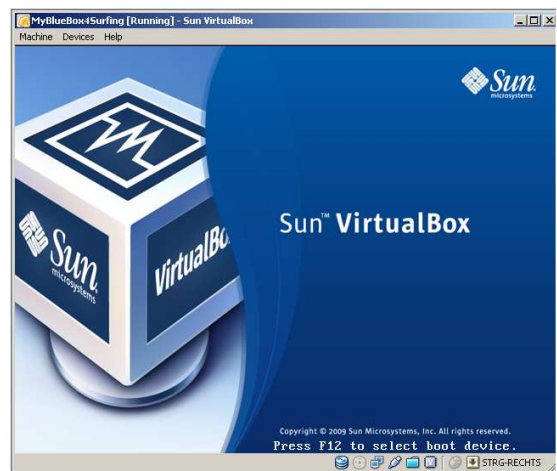 MyBlueBox4Surfing [Running] - Sun VirtualBox
Machine Devices Help
Sun
microsystems
Sun
microsystems
VirtualBo
Sun™ VirtualBox
Copyright © 2009 Sun Microsystems, Inc. All rights reserved.
Press F12 to select boot device.
STRG-RECHTS